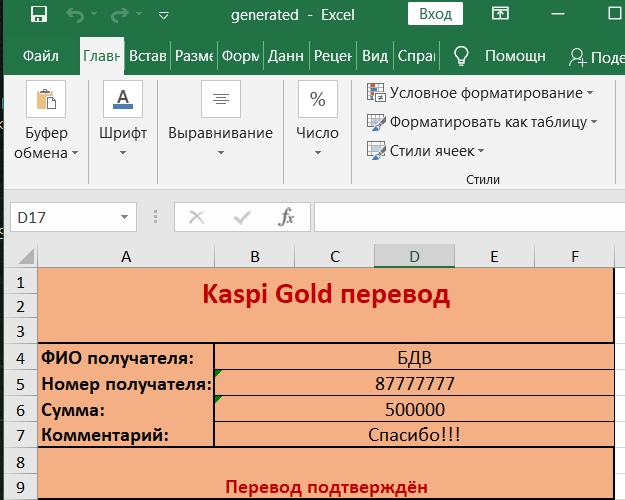 generated - Excel
Вход
Файл Главн Встав Разме Форм Данн Рецен Вид Спра Помощн Поде
Буфер обмена
Шрифт
Выравнивание
%
Число
Условное форматирование
Форматировать как таблицу
Стили ячеек
Стили
D17 fx
A B C D E F
1 Kaspi Gold перевод
2
3
4 ФИО получателя: БДВ
5 Номер получателя: 87777777
6 Сумма: 500000
7 Комментарий: Спасибо!!!
8
9 Перевод подтверждён